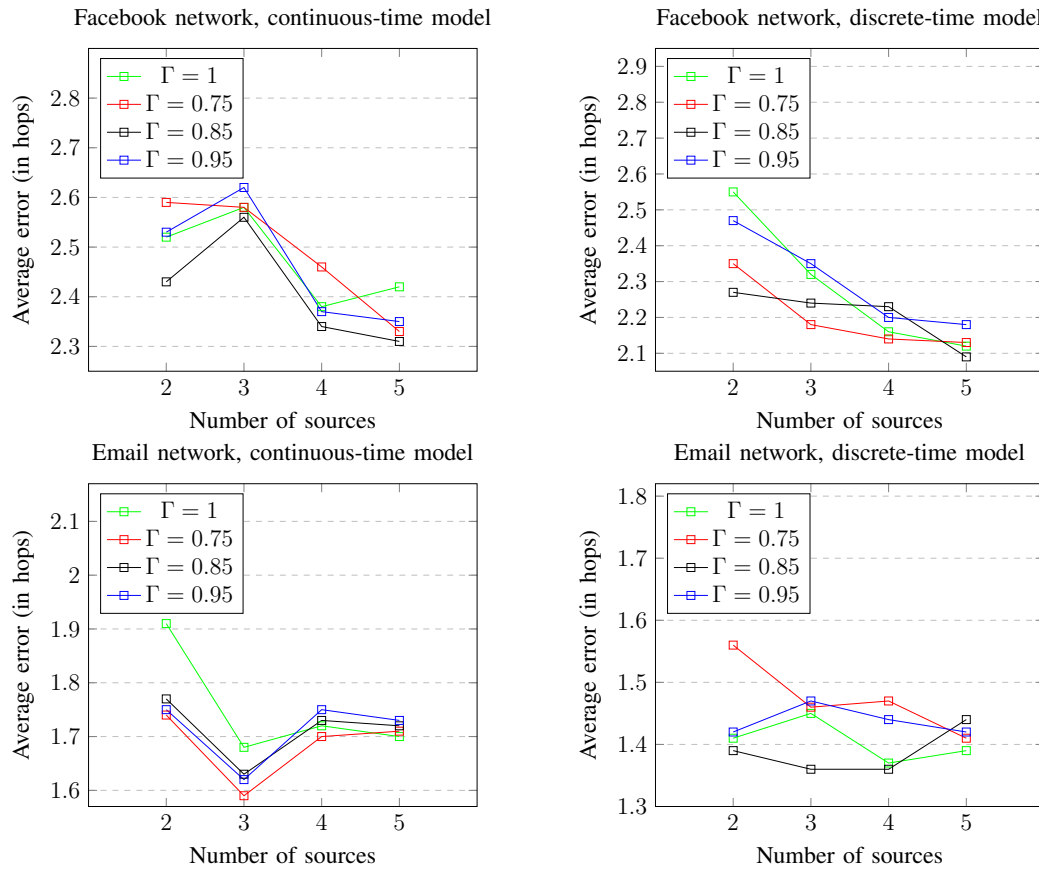 Facebook network, continuous-time model
2.8
2.7
2.6
2.5
2.4
2.3
Average error (in hops)
Γ = 1
Γ = 0.75
Γ = 0.85
Γ = 0.95
2 3 4 5
Number of sources
Facebook network, discrete-time model
2.9
2.8
2.7
2.6
2.5
2.4
2.3
2.2
2.1
Average error (in hops)
Γ = 1
Γ = 0.75
Γ = 0.85
Γ = 0.95
2 3 4 5
Number of sources
Email network, continuous-time model
2.1
2
1.9
1.8
1.7
1.6
Average error (in hops)
Γ = 1
Γ = 0.75
Γ = 0.85
Γ = 0.95
2 3 4 5
Number of sources
Email network, discrete-time model
1.8
1.7
1.6
1.5
1.4
1.3
Average error (in hops)
Γ = 1
Γ = 0.75
Γ = 0.85
Γ = 0.95
2 3 4 5
Number of sources